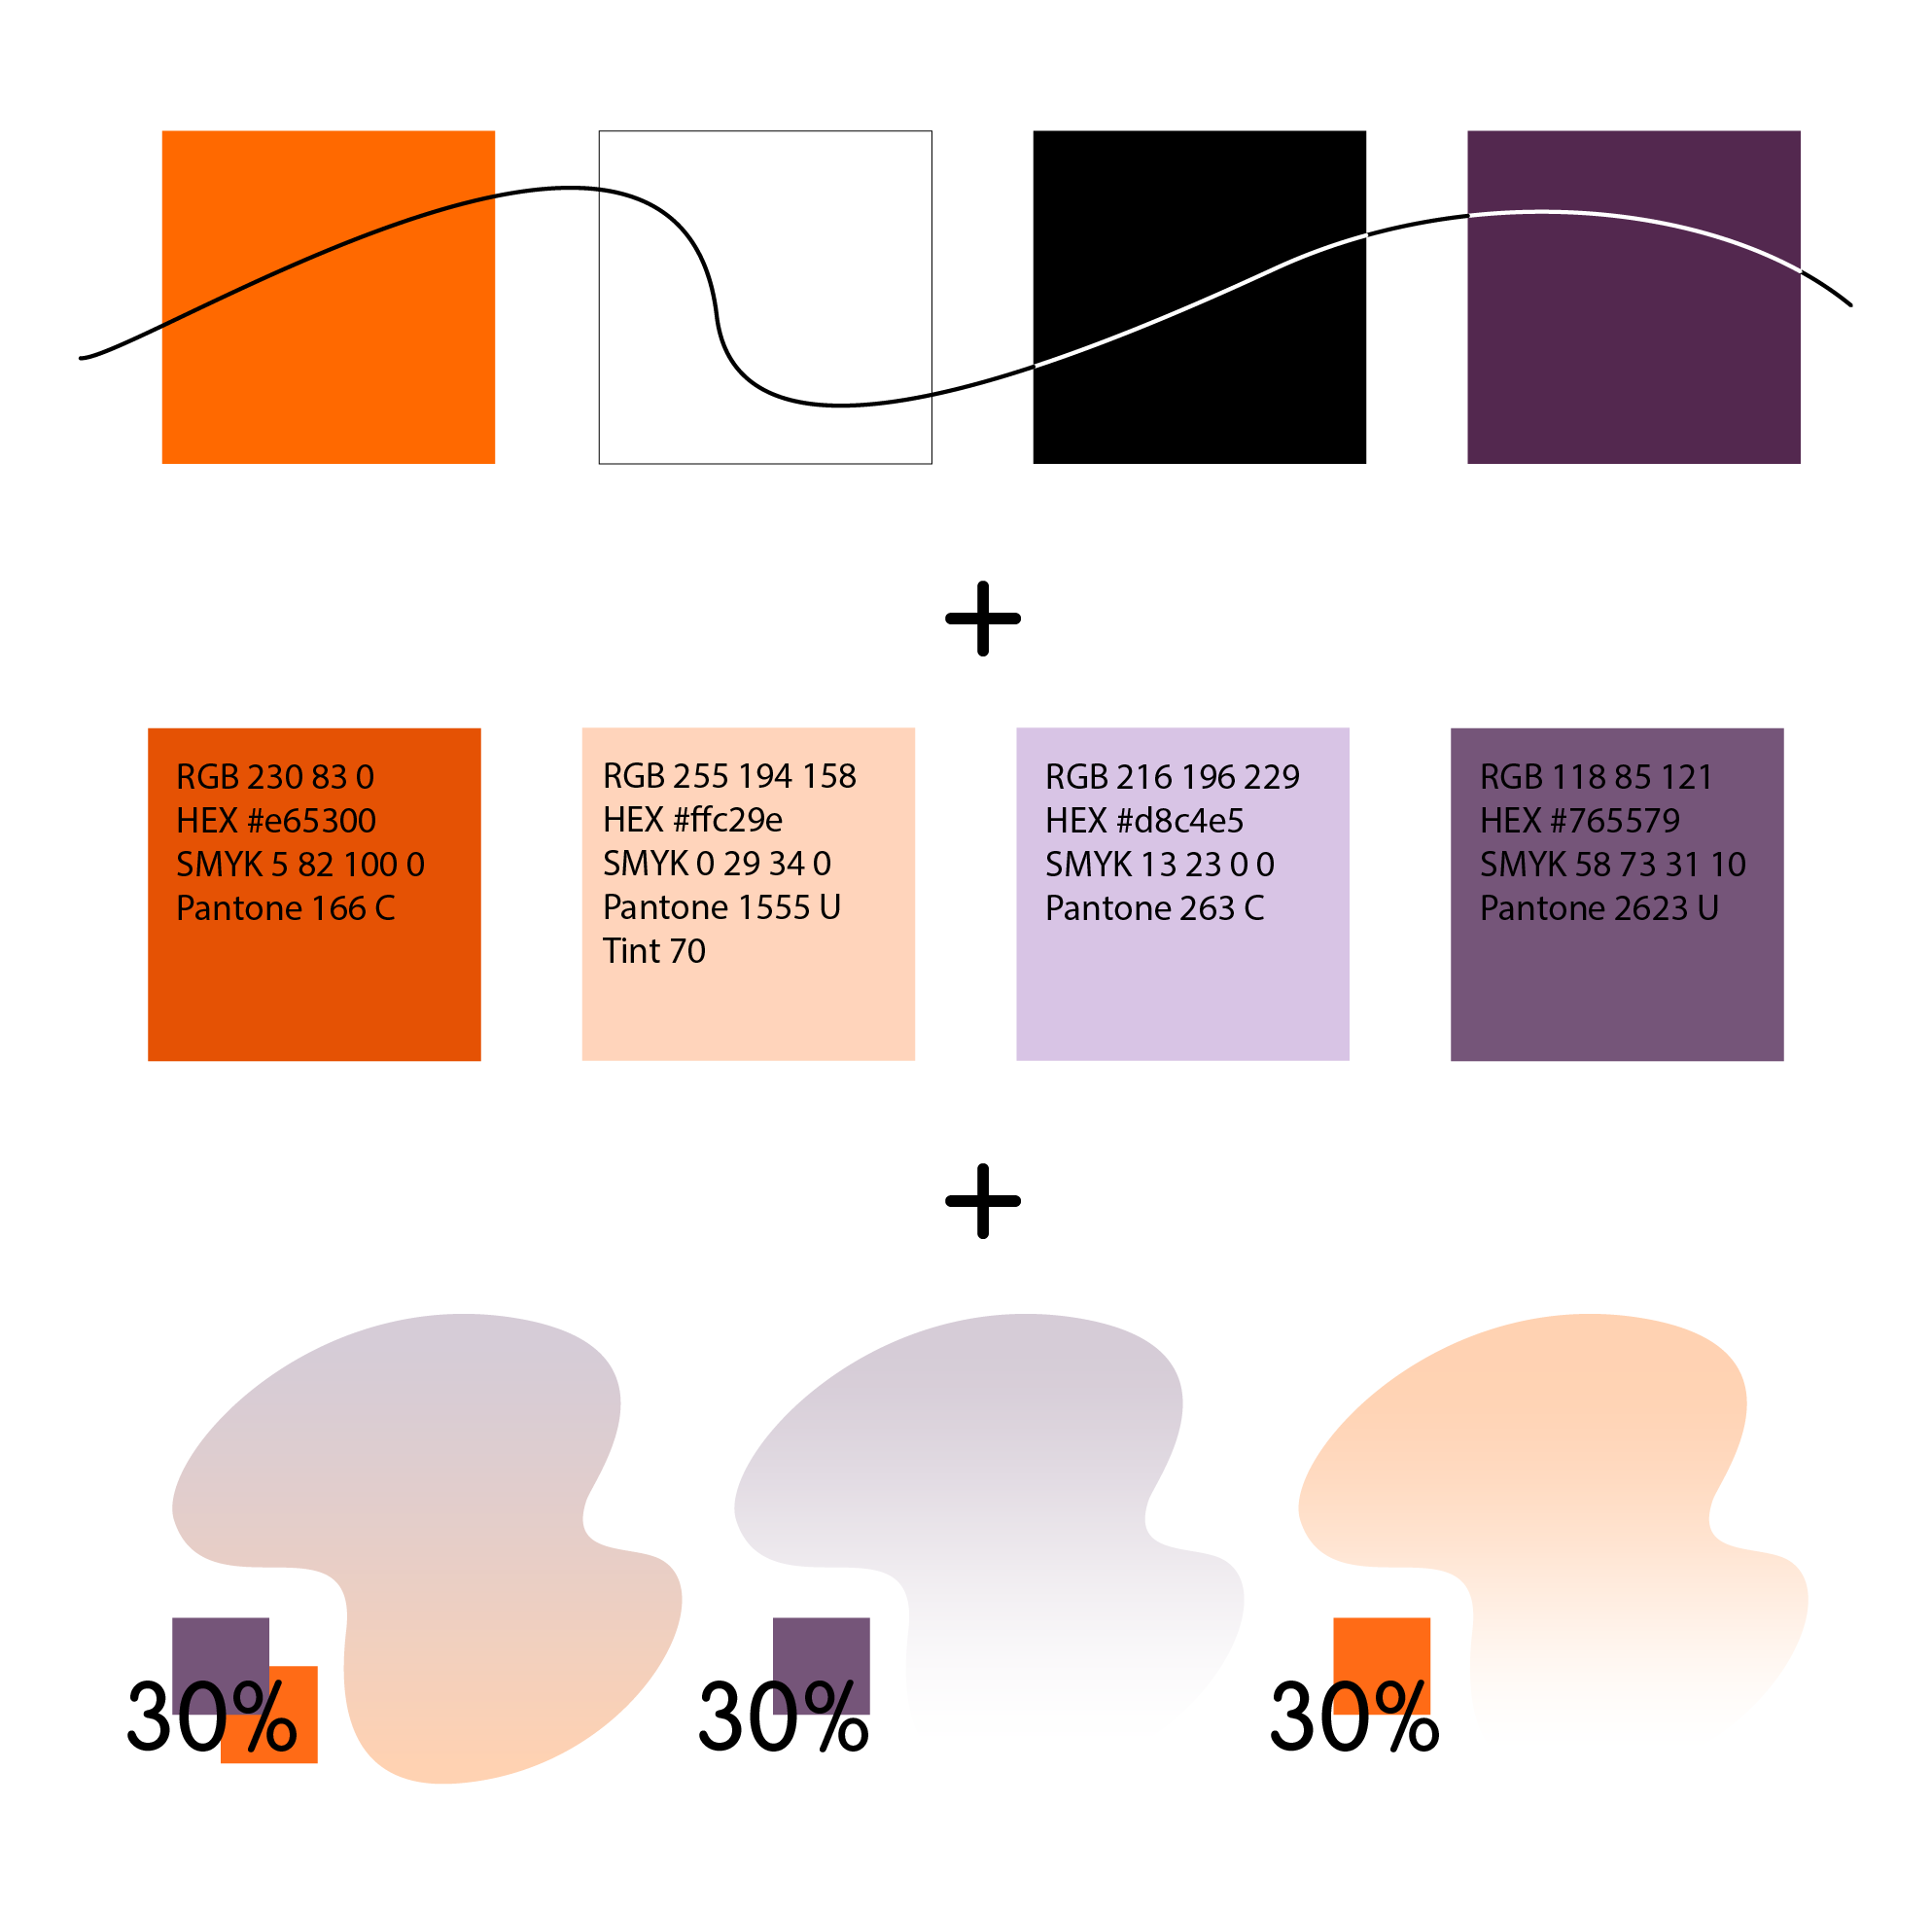 RGB 230 83 0
HEX #e65300
SMYK 5 82 100 0
Pantone 166 C
RGB 255 194 158
HEX #ffc29e
SMYK 0 29 34 0
Pantone 1555 U
Tint 70
RGB 216 196 229
HEX #d8c4e5
SMYK 13 23 0 0
Pantone 263 C
RGB 118 85 121
HEX #765579
SMYK 58 73 31 10
Pantone 2623 U
30%
30%
30%